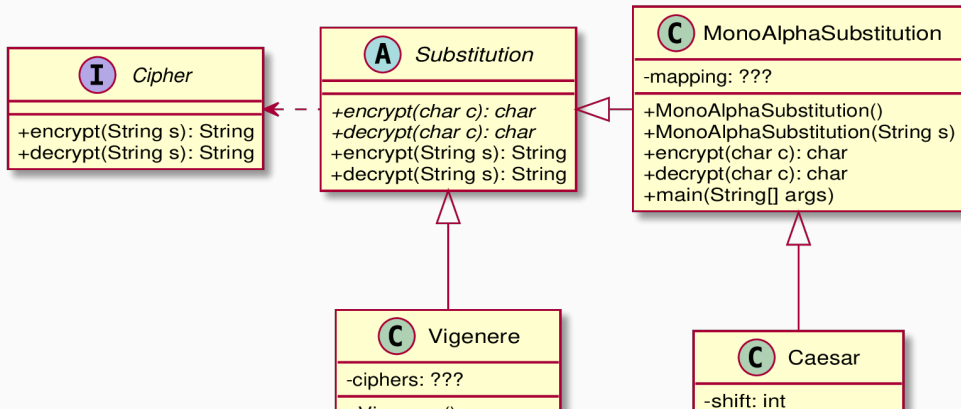 I Cipher
+encrypt(String s): String
+decrypt(String s): String
A Substitution
+encrypt(char c): char
+decrypt(char c): char
+encrypt(String s): String
+decrypt(String s): String
C MonoAlphaSubstitution
-mapping: ???
+MonoAlphaSubstitution()
+MonoAlphaSubstitution(String s)
+encrypt(char c): char
+decrypt(char c): char
+main(String[] args)
C Vigenere
-ciphers: ???
C Caesar
-shift: int